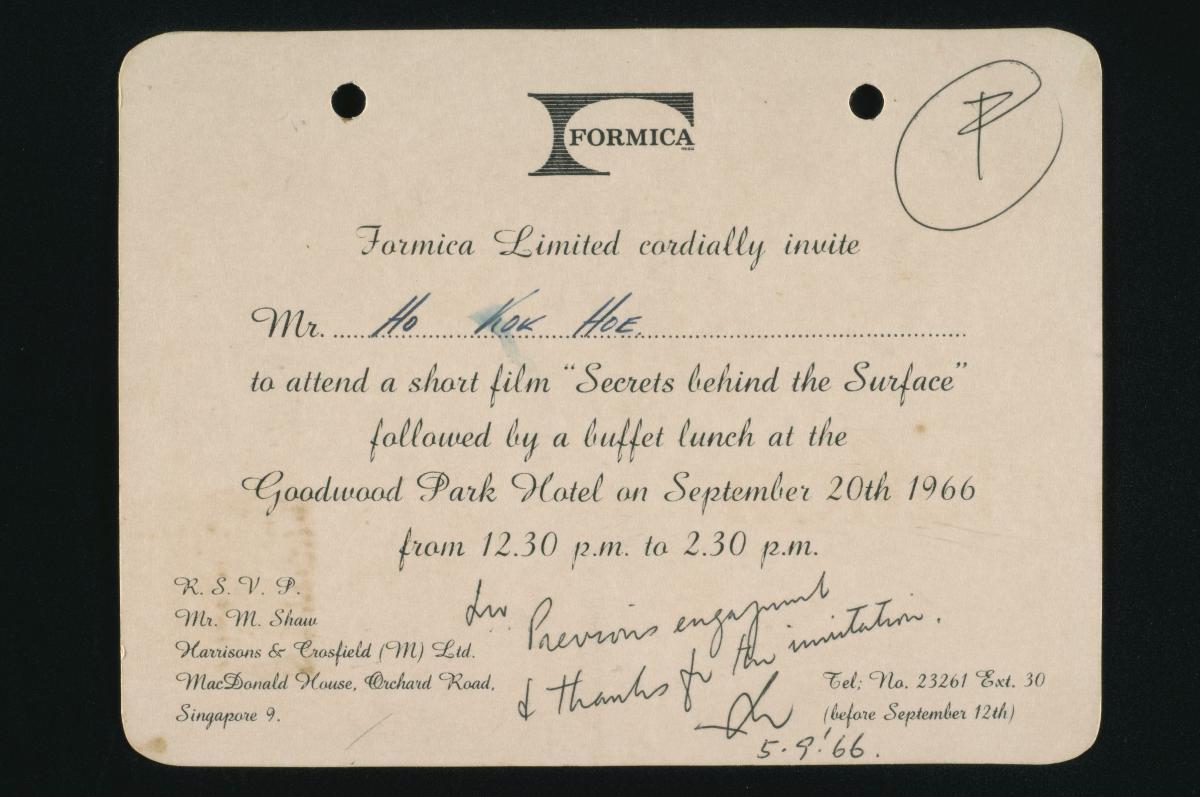 FORMICA
Formica Limited cordially invite
Mr. Ho Kok Hoe.
to attend a short film "Secrets behind the Surface"
followed by a buffet lunch at the
Goodwood Park Hotel on September 20th 1966
from 12.30 p.m. to 2.30 p.m.
R. S. V. P.
Mr. M. Shaw
Harrisons & Crosfield (M) Ltd.
MacDonald House, Orchard Road,
Singapore 9.
Previous engagement
& thanks for the invitation.
5.9.'66.
Tel; No. 23261 Ext. 30
(before September 12th)